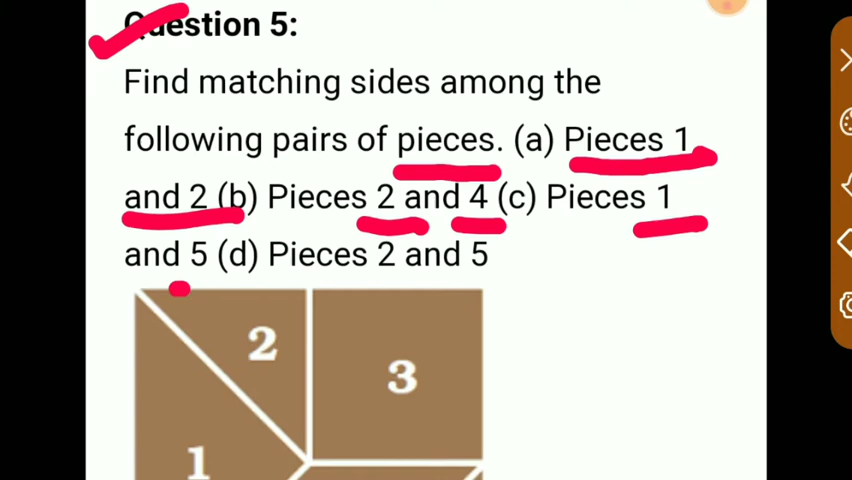 Question 5:
Find matching sides among the
following pairs of pieces. (a) Pieces 1
and 2 (b) Pieces 2 and 4 (c) Pieces 1
and 5 (d) Pieces 2 and 5
2
3
1